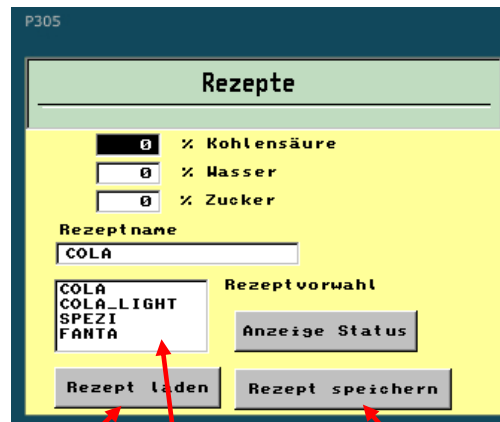 P305
Rezepte
0 % Kohlensäure
0 % Wasser
0 % Zucker
Rezeptname
COLA
COLA
COLA_LIGHT
SPEZI
FANTA
Rezeptvorwahl
Anzeige Status
Rezept laden
Rezept speichern